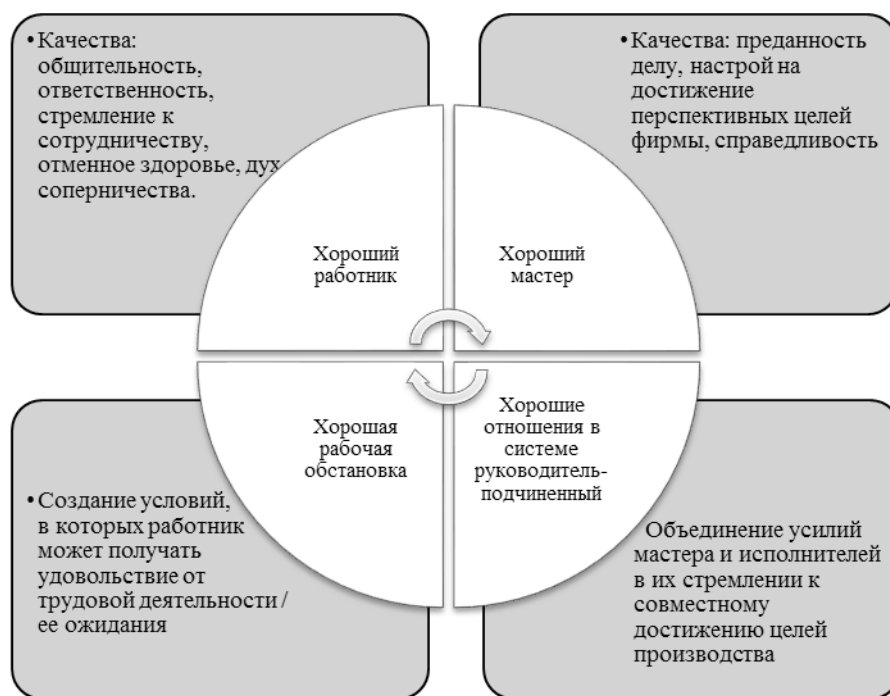 •Качества:
общительность,
ответственность,
стремление к
сотрудничеству,
отменное здоровье, дух
соперничества.
•Качества: преданность
делу, настрой на
достижение
перспективных целей
фирмы, справедливость
Хороший
работник
Хороший
мастер
Хорошая
рабочая
обстановка
Хорошие
отношения в
системе
руководитель-
подчиненный
•Создание условий,
в которых работник
может получать
удовольствие от
трудовой деятельности /
ее ожидания
Объединение усилий
мастера и исполнителей
в их стремлении к
совместному
достижению целей
производства